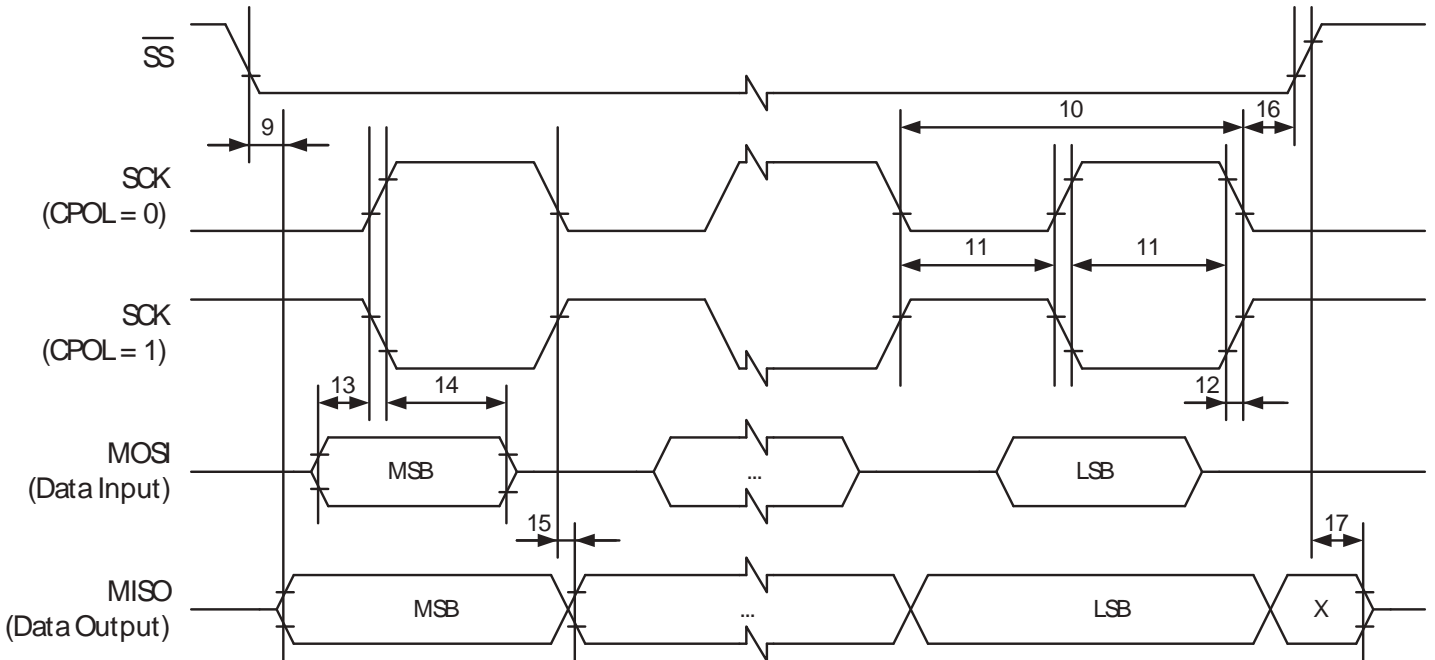 SS
9
10
16
SCK
(CPOL = 0)
11
11
SCK
(CPOL = 1)
13
14
12
MOSI
(Data Input)
MSB
...
LSB
15
17
MISO
(Data Output)
MSB
...
LSB
X